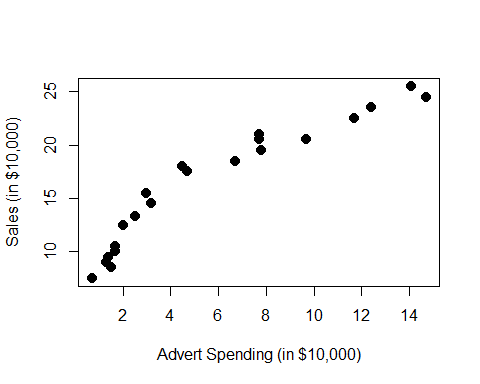 25
20
15
10
Sales (in $10,000)
2 4 6 8 10 12 14
Advert Spending (in $10,000)